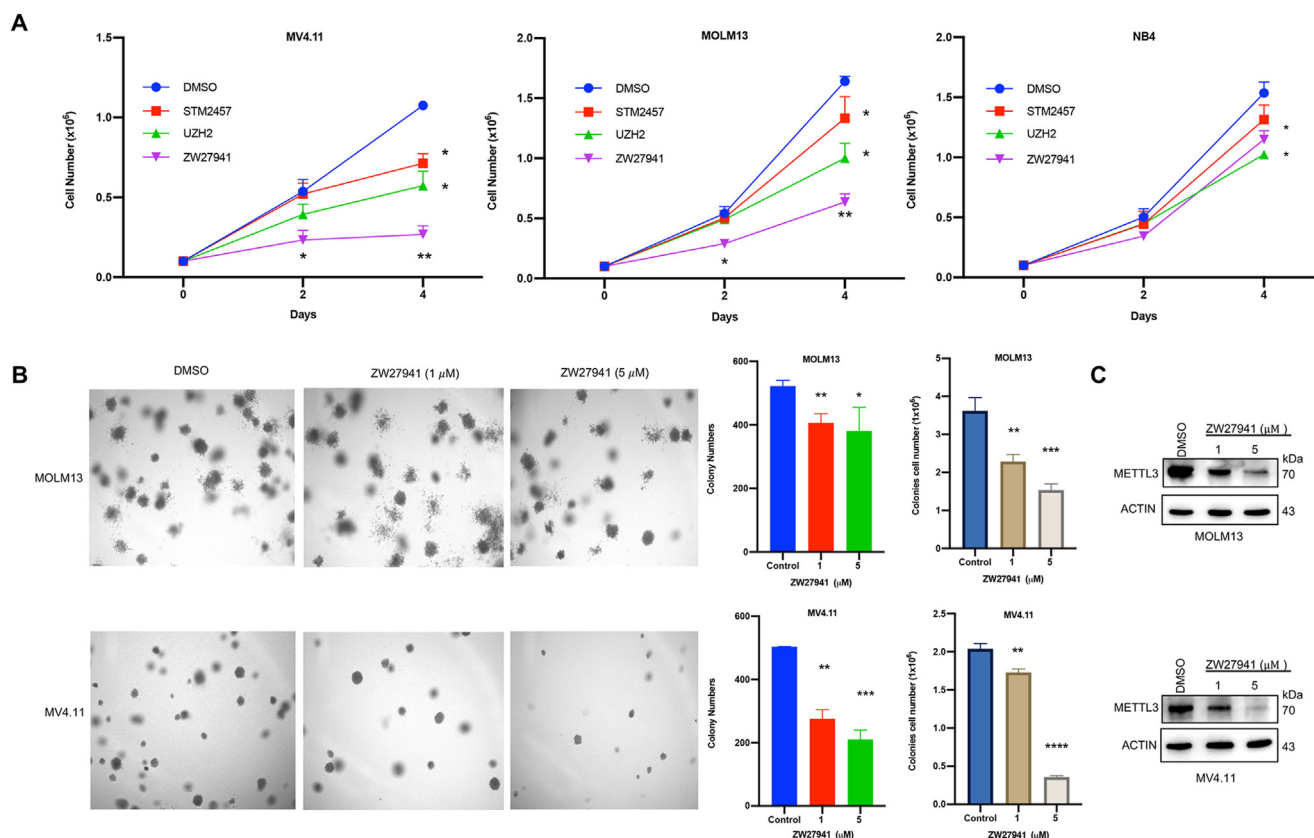 A
MV4.11
Cell Number (x10⁶)
1.5
1.0
0.5
0.0
DMSO
STM2457
UZH2
ZW27941
*
*
*
**
0
2
4
Days
MOLM13
Cell Number (x10⁶)
2.0
1.5
1.0
0.5
0.0
DMSO
STM2457
UZH2
ZW27941
*
*
**
*
0
2
4
Days
NB4
Cell Number (x10⁶)
2.0
1.5
1.0
0.5
0.0
DMSO
STM2457
UZH2
ZW27941
*
*
0
2
4
Days
B
DMSO
ZW27941 (1 μM)
ZW27941 (5 μM)
MOLM13
MOLM13
Colony Numbers
600
400
200
0
**
*
Control
1
5
ZW27941 (μM)
MOLM13
Colonies cell number (1x10⁶)
5
4
3
2
1
0
**
***
Control
1
5
ZW27941 (μM)
MV4.11
MV4.11
Colony Numbers
600
400
200
0
**
***
Control
1
5
ZW27941 (μM)
MV4.11
Colonies cell number (1x10⁶)
2.5
2.0
1.5
1.0
0.5
0.0
**
****
Control
1
5
ZW27941 (μM)
C
DMSO
ZW27941 (μM)
1 5
kDa
METTL3
70
ACTIN
43
MOLM13
DMSO
ZW27941 (μM)
1 5
kDa
METTL3
70
ACTIN
43
MV4.11